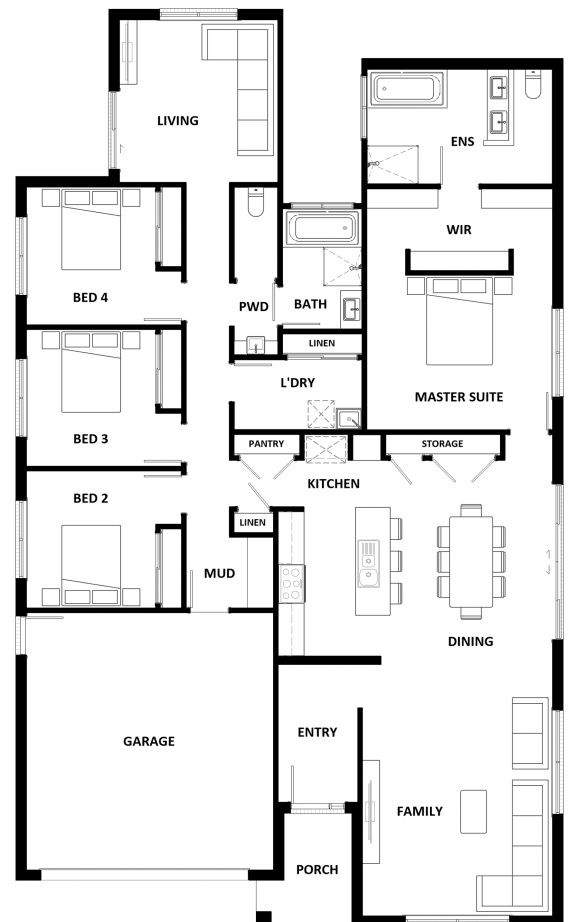 LIVING
ENS
WIR
BED 4
PWD
BATH
LINEN
L'DRY
MASTER SUITE
BED 3
PANTRY
STORAGE
KITCHEN
BED 2
LINEN
MUD
DINING
GARAGE
ENTRY
FAMILY
PORCH